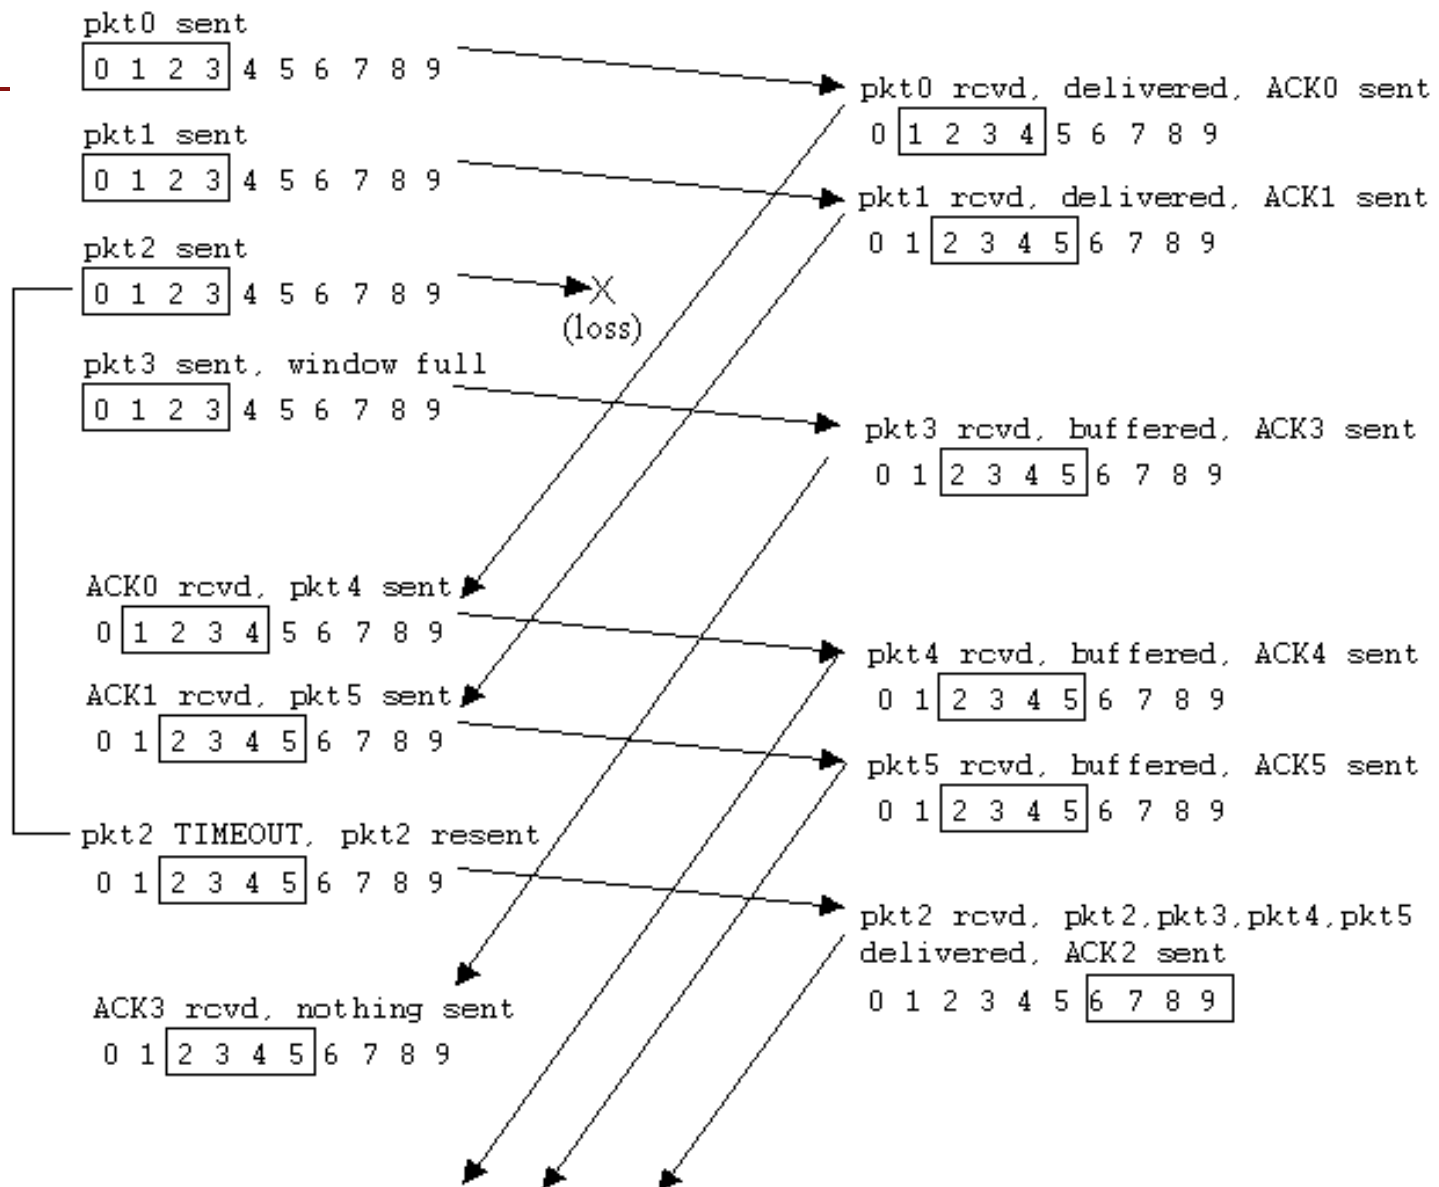 pkt0 sent
0 1 2 3 4 5 6 7 8 9
pkt1 sent
0 1 2 3 4 5 6 7 8 9
pkt2 sent
0 1 2 3 4 5 6 7 8 9
(loss)
pkt3 sent, window full
0 1 2 3 4 5 6 7 8 9
ACK0 rcvd, pkt4 sent
0 1 2 3 4 5 6 7 8 9
ACK1 rcvd, pkt5 sent
0 1 2 3 4 5 6 7 8 9
pkt2 TIMEOUT, pkt2 resent
0 1 2 3 4 5 6 7 8 9
ACK3 rcvd, nothing sent
0 1 2 3 4 5 6 7 8 9
pkt0 rcvd, delivered, ACK0 sent
0 1 2 3 4 5 6 7 8 9
pkt1 rcvd, delivered, ACK1 sent
0 1 2 3 4 5 6 7 8 9
pkt3 rcvd, buffered, ACK3 sent
0 1 2 3 4 5 6 7 8 9
pkt4 rcvd, buffered, ACK4 sent
0 1 2 3 4 5 6 7 8 9
pkt5 rcvd, buffered, ACK5 sent
0 1 2 3 4 5 6 7 8 9
pkt2 rcvd, pkt2,pkt3,pkt4,pkt5
delivered, ACK2 sent
0 1 2 3 4 5 6 7 8 9